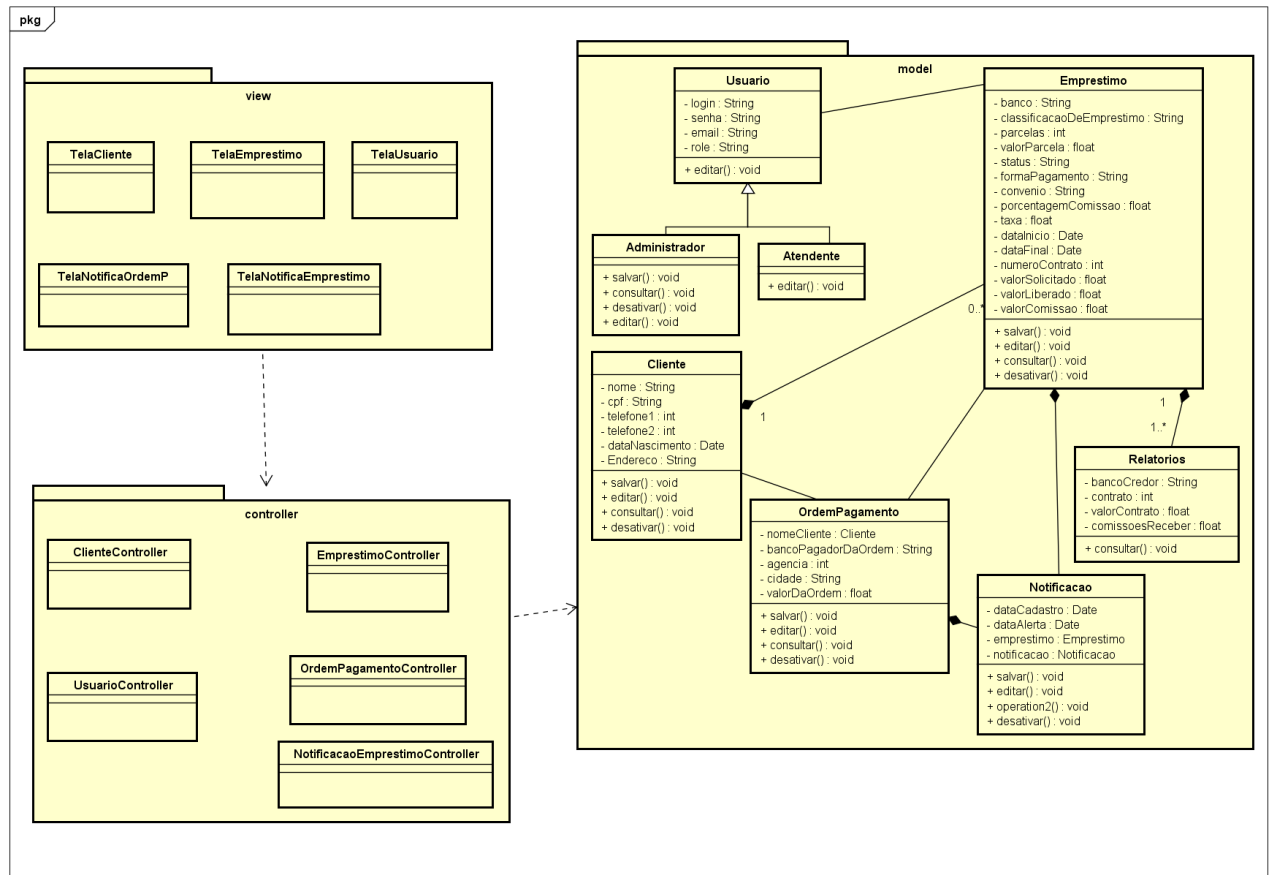 pkg
view
TelaCliente
TelaEmprestimo
TelaUsuario
TelaNotificaOrdemP
TelaNotificaEmprestimo
controller
ClienteController
EmprestimoController
UsuarioController
OrdemPagamentoController
NotificacaoEmprestimoController
model
Usuario
- login : String
- senha : String
- email : String
- role : String
+ editar() : void
Administrador
+ salvar() : void
+ consultar() : void
+ desativar() : void
+ editar() : void
Atendente
+ editar() : void
Emprestimo
- banco : String
- classificacaoDeEmprestimo : String
- parcelas : int
- valorParcela : float
- status : String
- formaPagamento : String
- convenio : String
- porcentagemComissao : float
- taxa : float
- dataInicio : Date
- dataFinal : Date
- numeroContrato : int
- valorSolicitado : float
- valorLiberado : float
- valorComissao : float
+ salvar() : void
+ editar() : void
+ consultar() : void
+ desativar() : void
0..*
1
Cliente
- nome : String
- cpf : String
- telefone1 : int
- telefone2 : int
- dataNascimento : Date
- Endereco : String
+ salvar() : void
+ editar() : void
+ consultar() : void
+ desativar() : void
1
1..*
Relatorios
- bancoCredor : String
- contrato : int
- valorContrato : float
- comissoesReceber : float
+ consultar() : void
OrdemPagamento
- nomeCliente : Cliente
- bancoPagadorDaOrdem : String
- agencia : int
- cidade : String
- valorDaOrdem : float
+ salvar() : void
+ editar() : void
+ consultar() : void
+ desativar() : void
Notificacao
- dataCadastro : Date
- dataAlerta : Date
- emprestimo : Emprestimo
- notificacao : Notificacao
+ salvar() : void
+ editar() : void
+ operation2() : void
+ desativar() : void